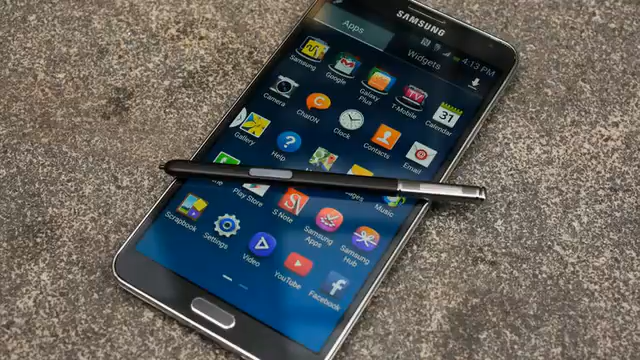 SAMSUNG
4:13 PM
Apps
Widgets
Samsung
Google
Galaxy Plus
T-Mobile
Calendar
31
Camera
ChatON
Clock
Contacts
Email
Gallery
Help
Play Store
Music
Scrapbook
Settings
S Note
Samsung Apps
Samsung Hub
Video
YouTube
Facebook